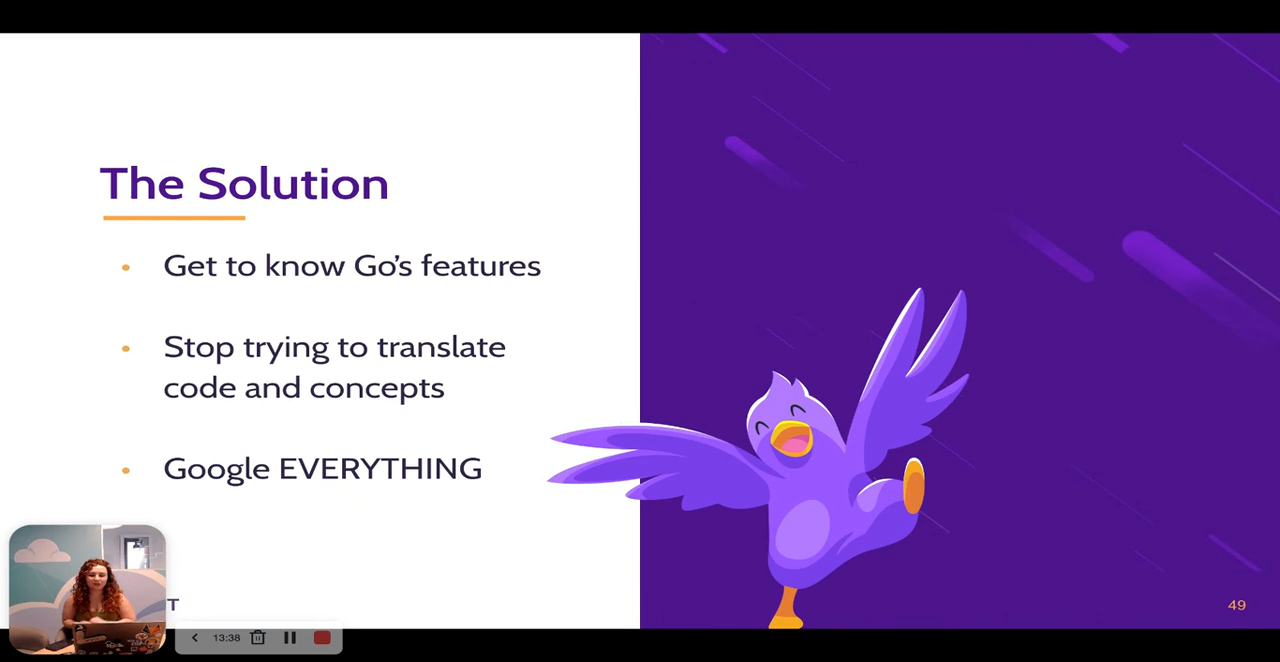 The Solution
• Get to know Go's features
• Stop trying to translate
code and concepts
• Google EVERYTHING
T
13:38
49